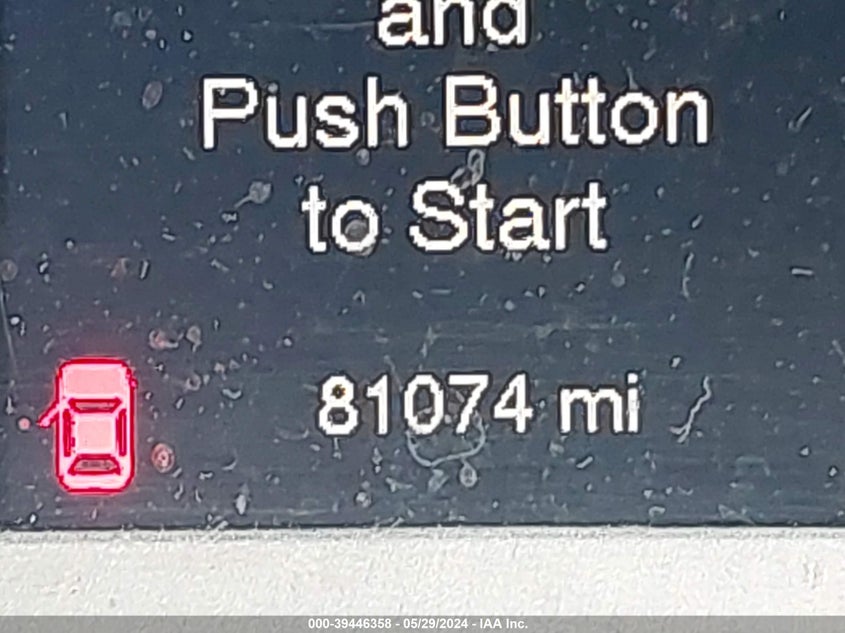 and
Push Button
to Start
81074 mi
000-39446358 - 05/29/2024 - IAA Inc.